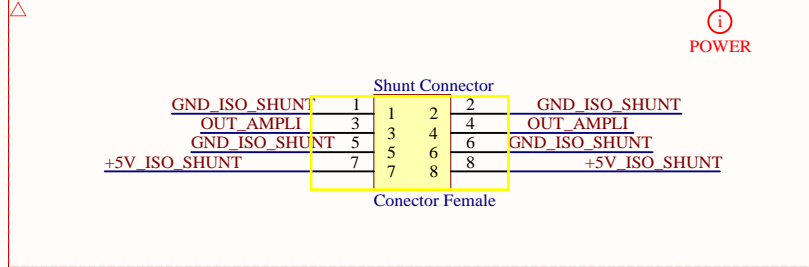 i
POWER
Shunt Connector
GND_ISO_SHUNT 1 1 2 2 GND_ISO_SHUNT
OUT_AMPLI 3 3 4 4 OUT_AMPLI
GND_ISO_SHUNT 5 5 6 6 GND_ISO_SHUNT
+5V_ISO_SHUNT 7 7 8 8 +5V_ISO_SHUNT
Conector Female